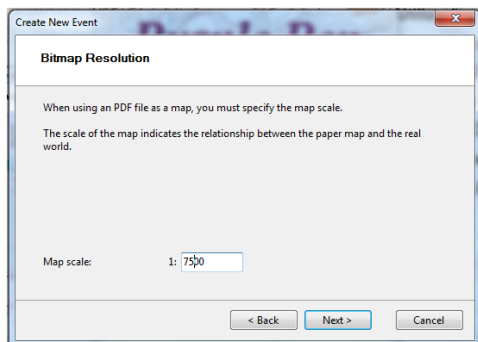 Create New Event
Bitmap Resolution
When using an PDF file as a map, you must specify the map scale.
The scale of the map indicates the relationship between the paper map and the real
world.
Map scale: 1: 7500
< Back Next > Cancel